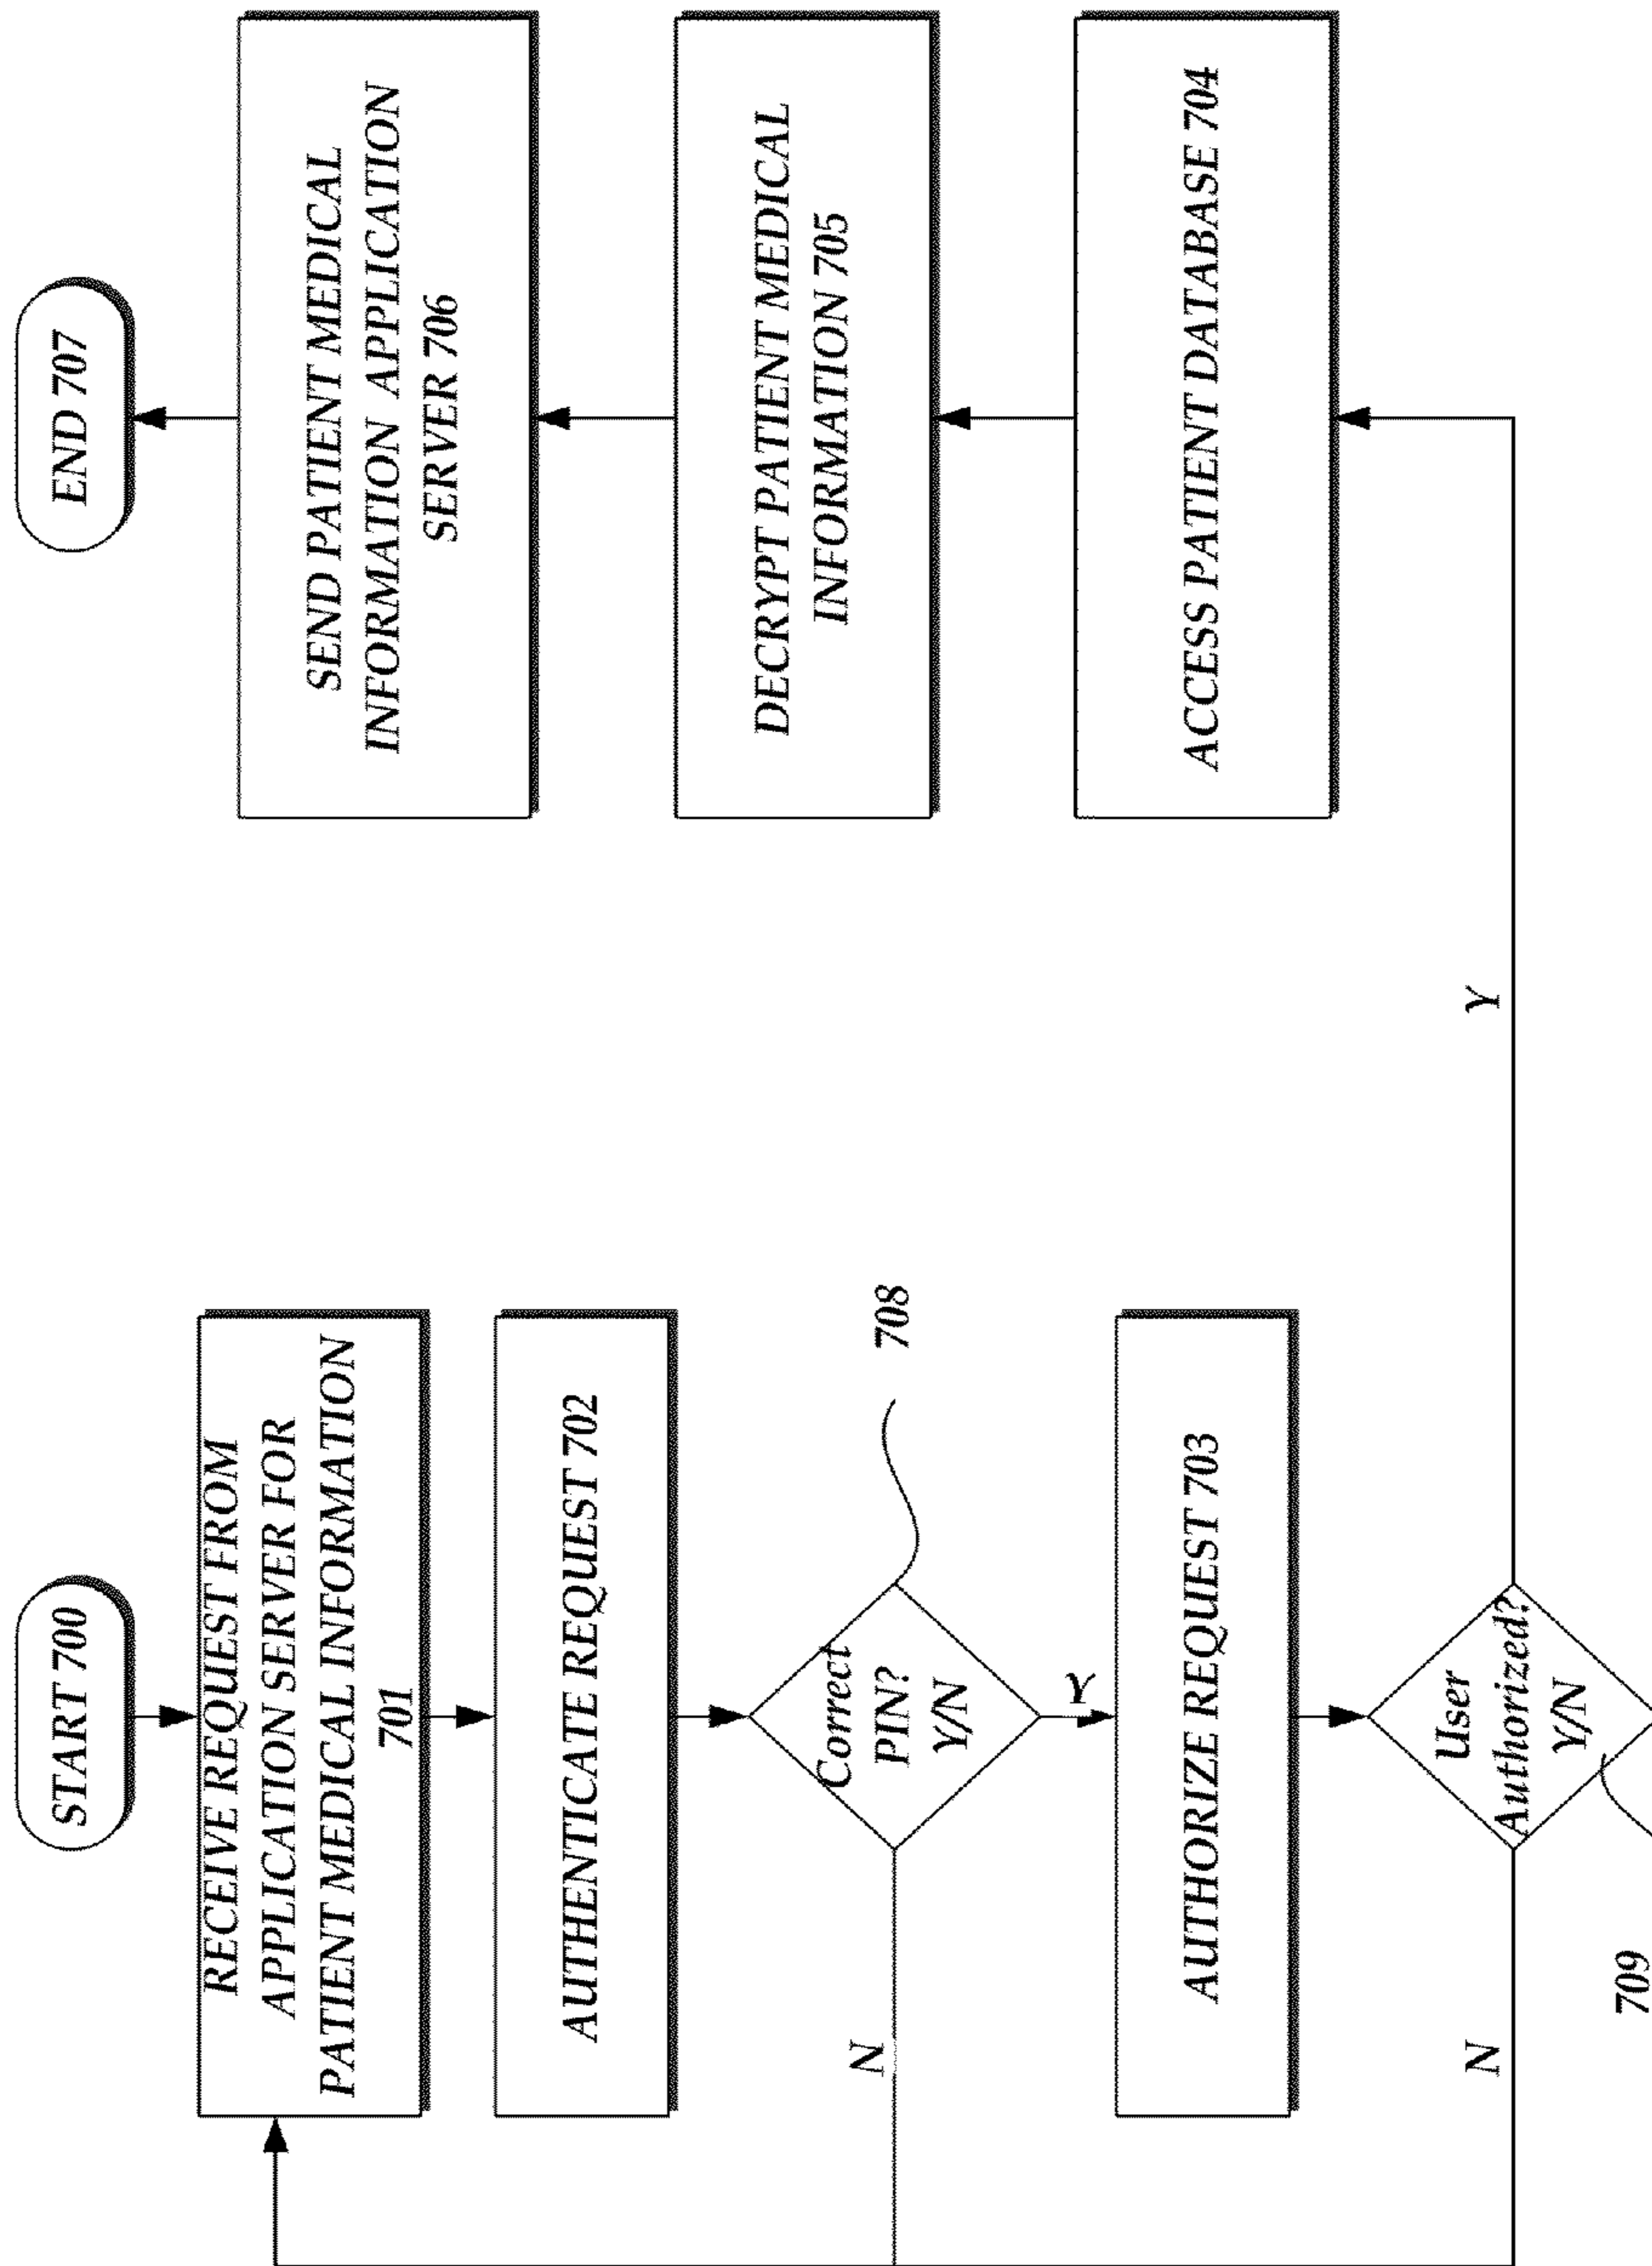 START 700
RECEIVE REQUEST FROM
APPLICATION SERVER FOR
PATIENT MEDICAL INFORMATION
701
AUTHENTICATE REQUEST 702
Correct
PIN?
Y/N
708
N
Y
AUTHORIZE REQUEST 703
User
Authorized?
Y/N
709
N
Y
ACCESS PATIENT DATABASE 704
DECRYPT PATIENT MEDICAL
INFORMATION 705
SEND PATIENT MEDICAL
INFORMATION APPLICATION
SERVER 706
END 707